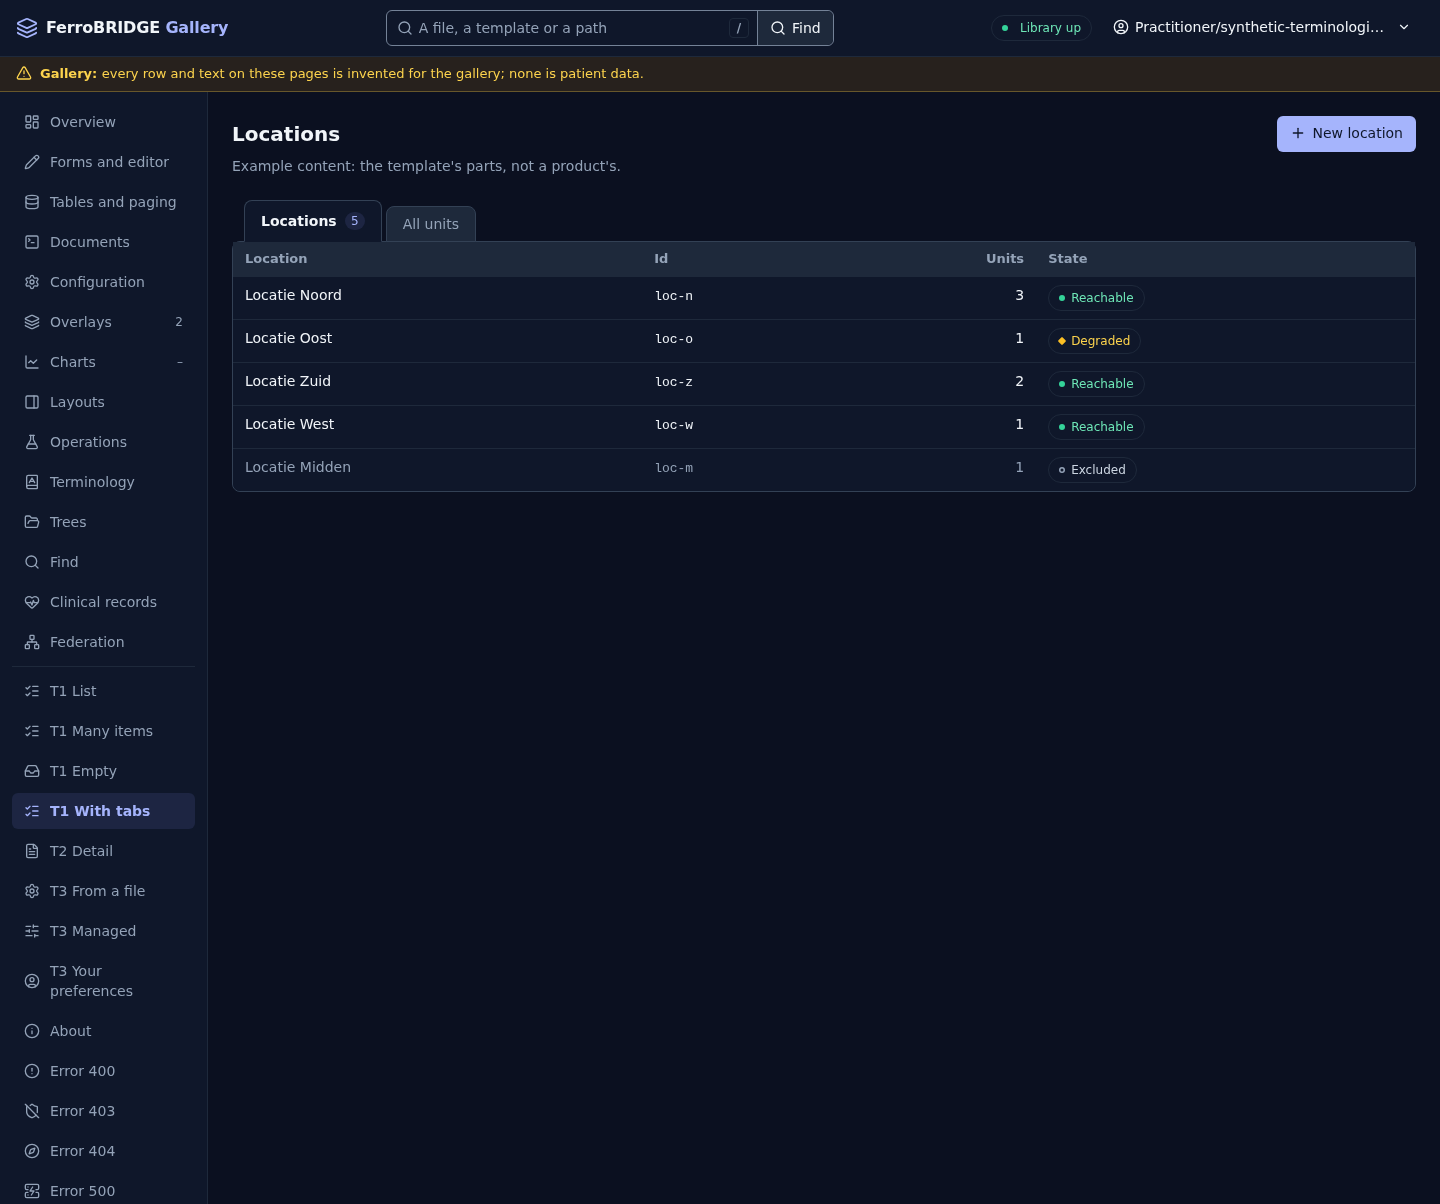 FerroBRIDGE Gallery
A file, a template or a path
/
Find
Library up
Practitioner/synthetic-terminologi…
Gallery: every row and text on these pages is invented for the gallery; none is patient data.
Overview
Forms and editor
Tables and paging
Documents
Configuration
Overlays 2
Charts –
Layouts
Operations
Terminology
Trees
Find
Clinical records
Federation
T1 List
T1 Many items
T1 Empty
T1 With tabs
T2 Detail
T3 From a file
T3 Managed
T3 Your
preferences
About
Error 400
Error 403
Error 404
Error 500
Locations
New location
Example content: the template's parts, not a product's.
Locations 5
All units
Location Id Units State
Locatie Noord loc-n 3 Reachable
Locatie Oost loc-o 1 Degraded
Locatie Zuid loc-z 2 Reachable
Locatie West loc-w 1 Reachable
Locatie Midden loc-m 1 Excluded